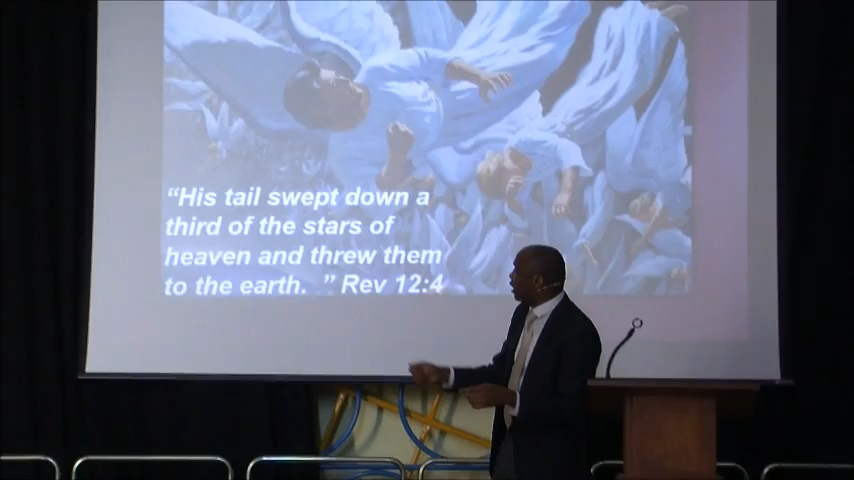 “His tail swept down a
third of the stars of
heaven and threw them
to the earth.  ” Rev 12:4